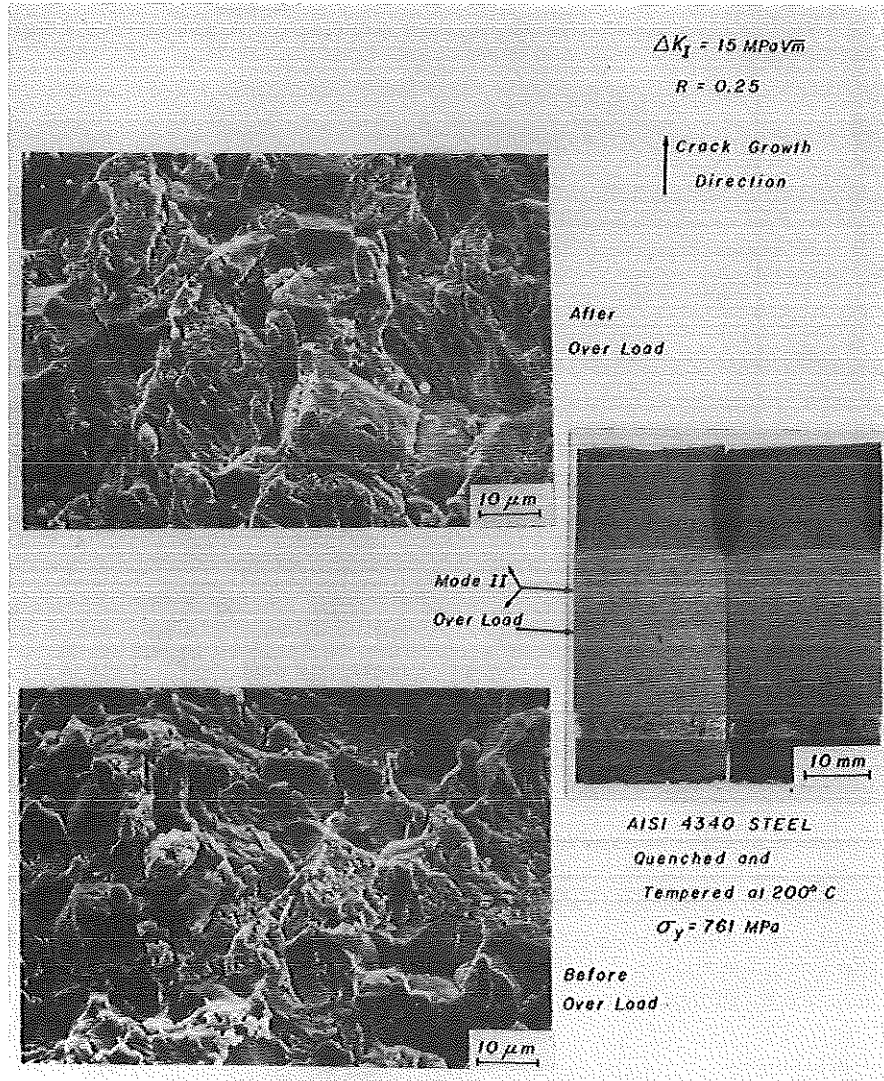 ΔK_I = 15 MPa√m
R = 0.25
Crack Growth
Direction
After
Over Load
10 μm
Mode II
Over Load
10 mm
AISI 4340 STEEL
Quenched and
Tempered at 200° C
σ_y = 761 MPa
Before
Over Load
10 μm